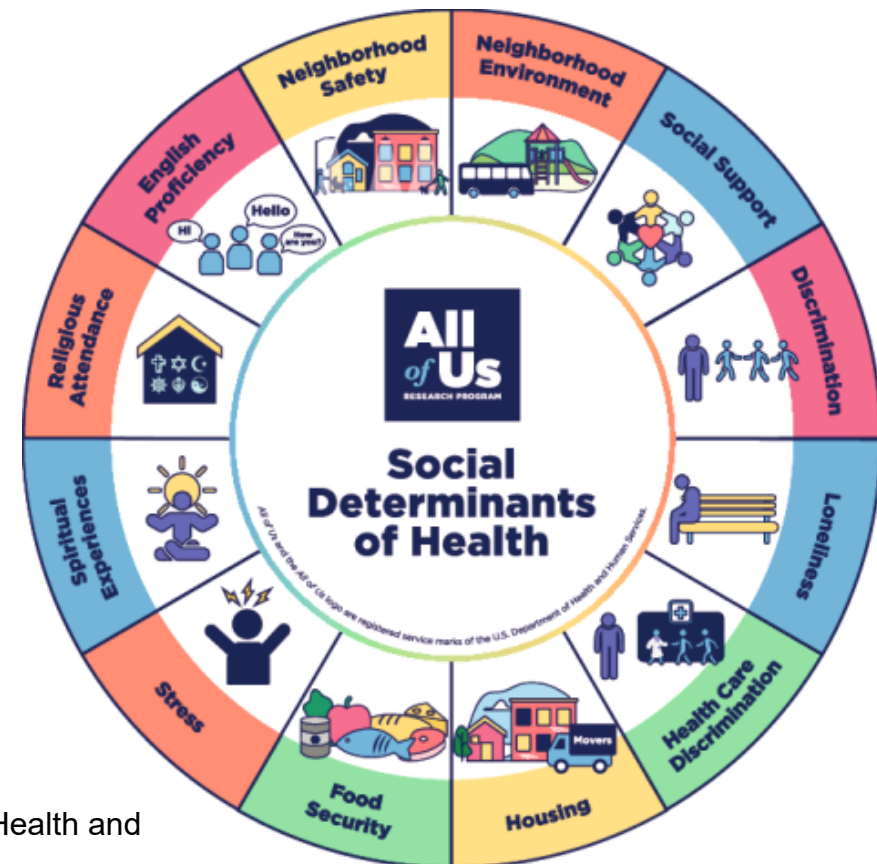 Neighborhood
Safety
Neighborhood
Environment
Social Support
Discrimination
Loneliness
Health Care
Discrimination
Housing
Movers
Food
Security
Stress
Spiritual
Experiences
Religious
Attendance
English
Proficiency
Hi
Hello
How
are you?
All
of Us
RESEARCH PROGRAM
Social
Determinants
of Health
All of Us and the All of Us logo are registered service marks of the U.S. Department of Health and Human Services.
Health and